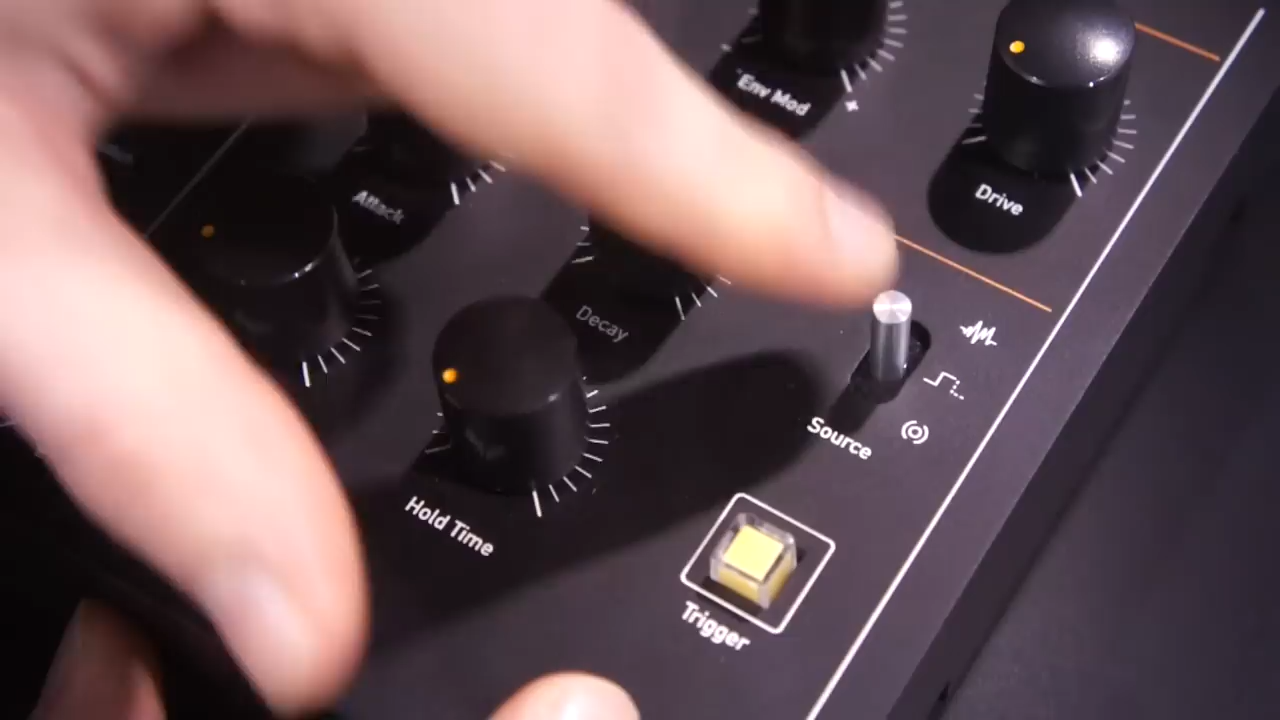 Env Mod
Drive
Attack
Decay
Source
Hold Time
Trigger